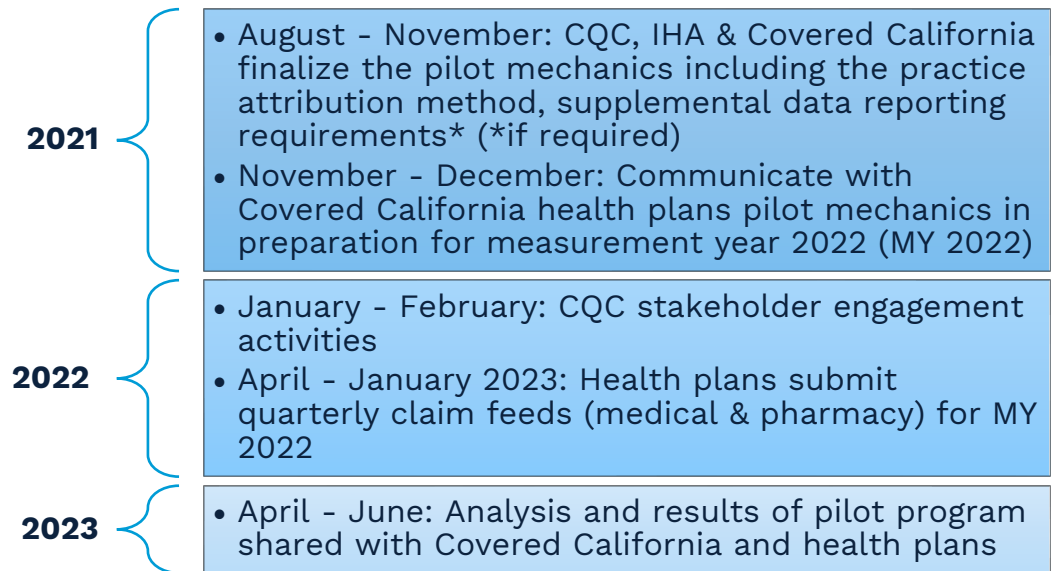 2021
• August - November: CQC, IHA & Covered California
finalize the pilot mechanics including the practice
attribution method, supplemental data reporting
requirements* (*if required)
• November - December: Communicate with
Covered California health plans pilot mechanics in
preparation for measurement year 2022 (MY 2022)
2022
• January - February: CQC stakeholder engagement
activities
• April - January 2023: Health plans submit
quarterly claim feeds (medical & pharmacy) for MY
2022
2023
• April - June: Analysis and results of pilot program
shared with Covered California and health plans